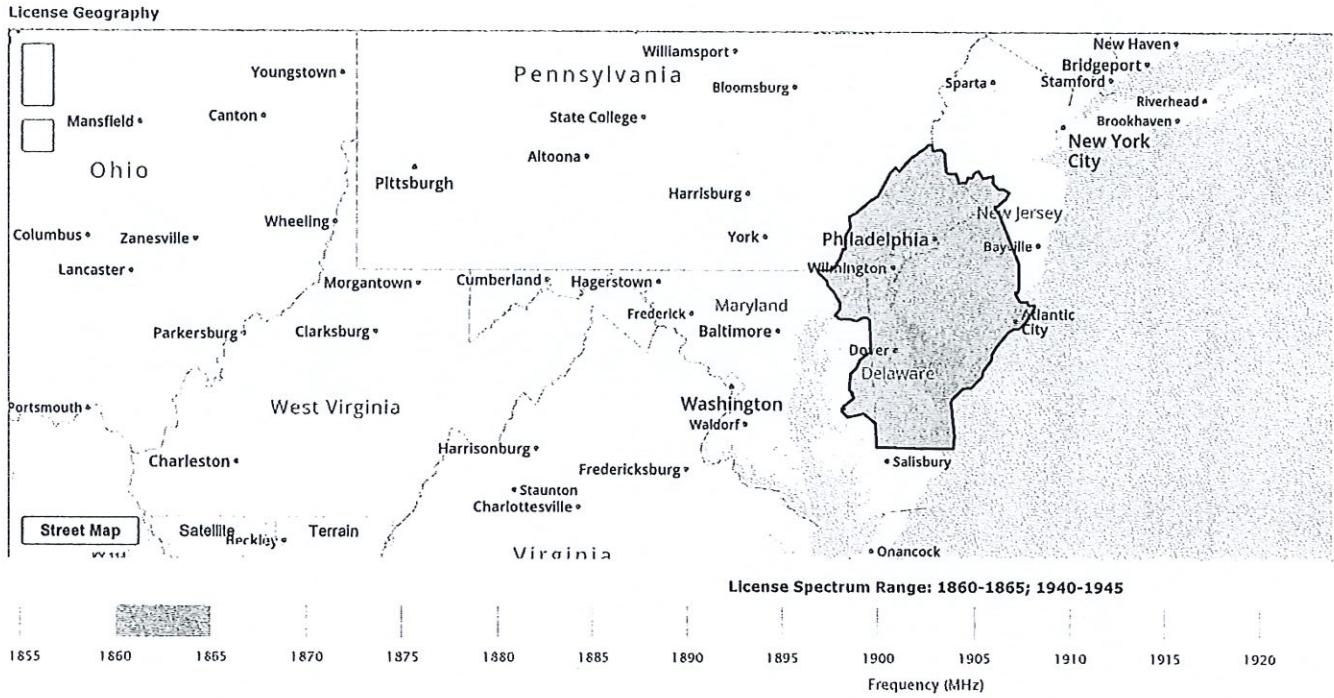 License Geography
Williamsport
New Haven
Youngstown
Pennsylvania
Bridgeport
Bloomsburg
Sparta
Stamford
Riverhead
Mansfield
Canton
State College
Brookhaven
New York
City
Ohio
Altoona
Pittsburgh
Harrisburg
New Jersey
Wheeling
Columbus
Zanesville
York
Philadelphia
Bayville
Lancaster
Wilmington
Morgantown
Cumberland
Hagerstown
Maryland
Frederick
Atlantic
City
Parkersburg
Clarksburg
Baltimore
Dover
Delaware
Portsmouth
West Virginia
Washington
Waldorf
Harrisonburg
Charleston
Fredericksburg
Salisbury
Staunton
Charlottesville
Street Map
Satellite
Beckley
Terrain
Virginia
Onancock
License Spectrum Range: 1860-1865; 1940-1945
1855 1860 1865 1870 1875 1880 1885 1890 1895 1900 1905 1910 1915 1920
Frequency (MHz)